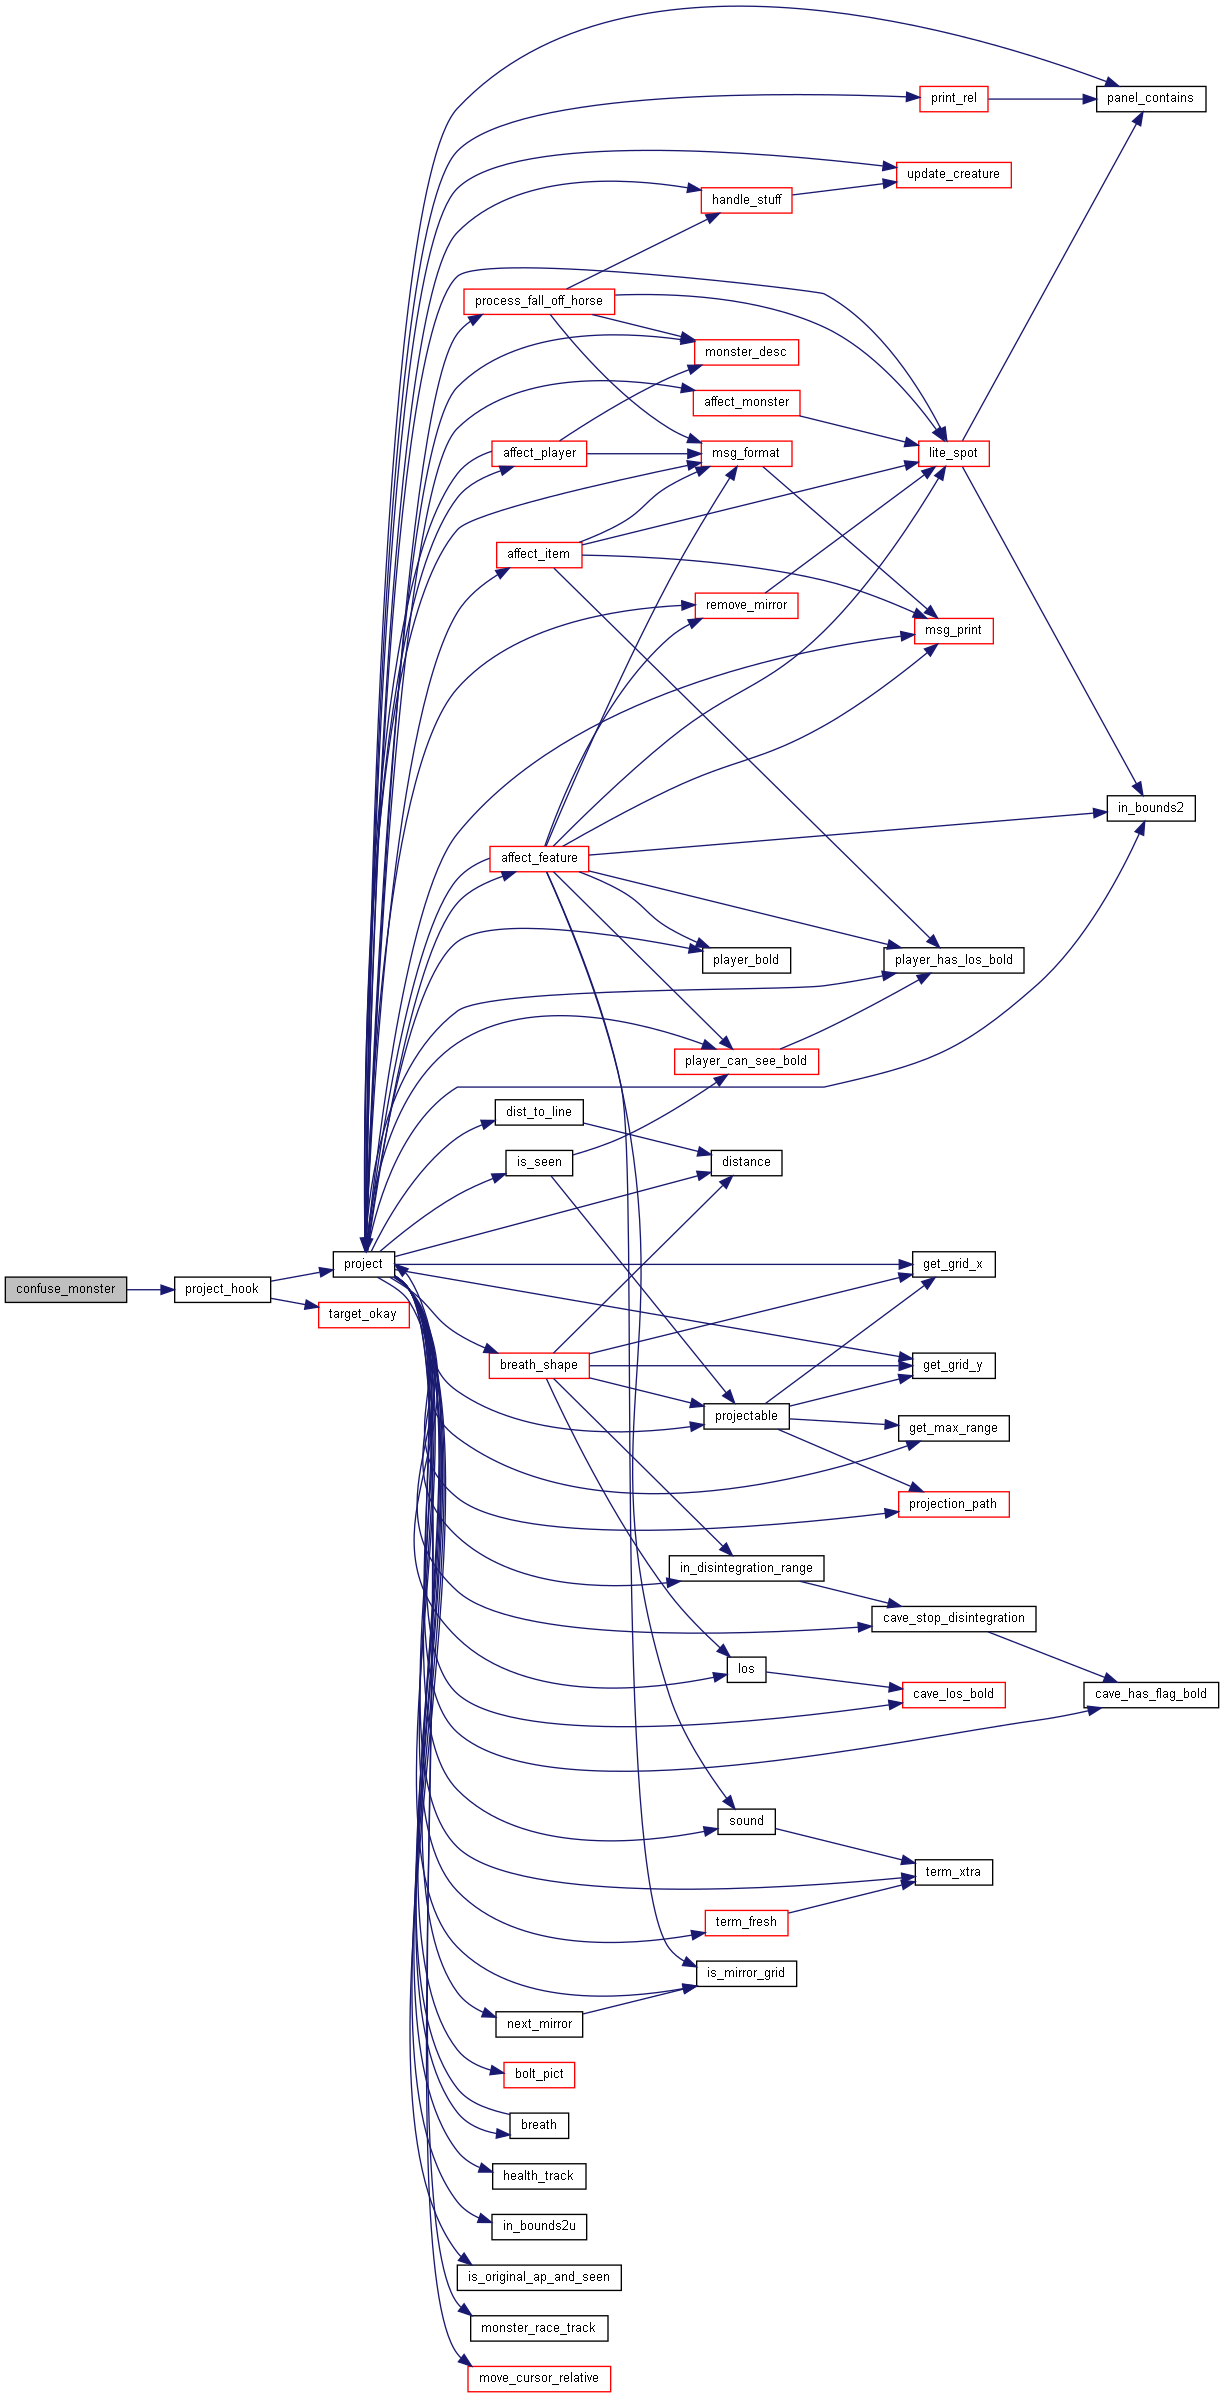 panel_contains
print_rel
update_creature
handle_stuff
process_fall_off_horse
monster_desc
affect_monster
affect_player
msg_format
lite_spot
affect_item
remove_mirror
msg_print
in_bounds2
affect_feature
player_bold
player_has_los_bold
player_can_see_bold
dist_to_line
is_seen
distance
project
get_grid_x
confuse_monster
project_hook
target_okay
breath_shape
get_grid_y
projectable
get_max_range
projection_path
in_disintegration_range
cave_stop_disintegration
los
cave_los_bold
cave_has_flag_bold
sound
term_xtra
term_fresh
is_mirror_grid
next_mirror
bolt_pict
breath
health_track
in_bounds2u
is_original_ap_and_seen
monster_race_track
move_cursor_relative